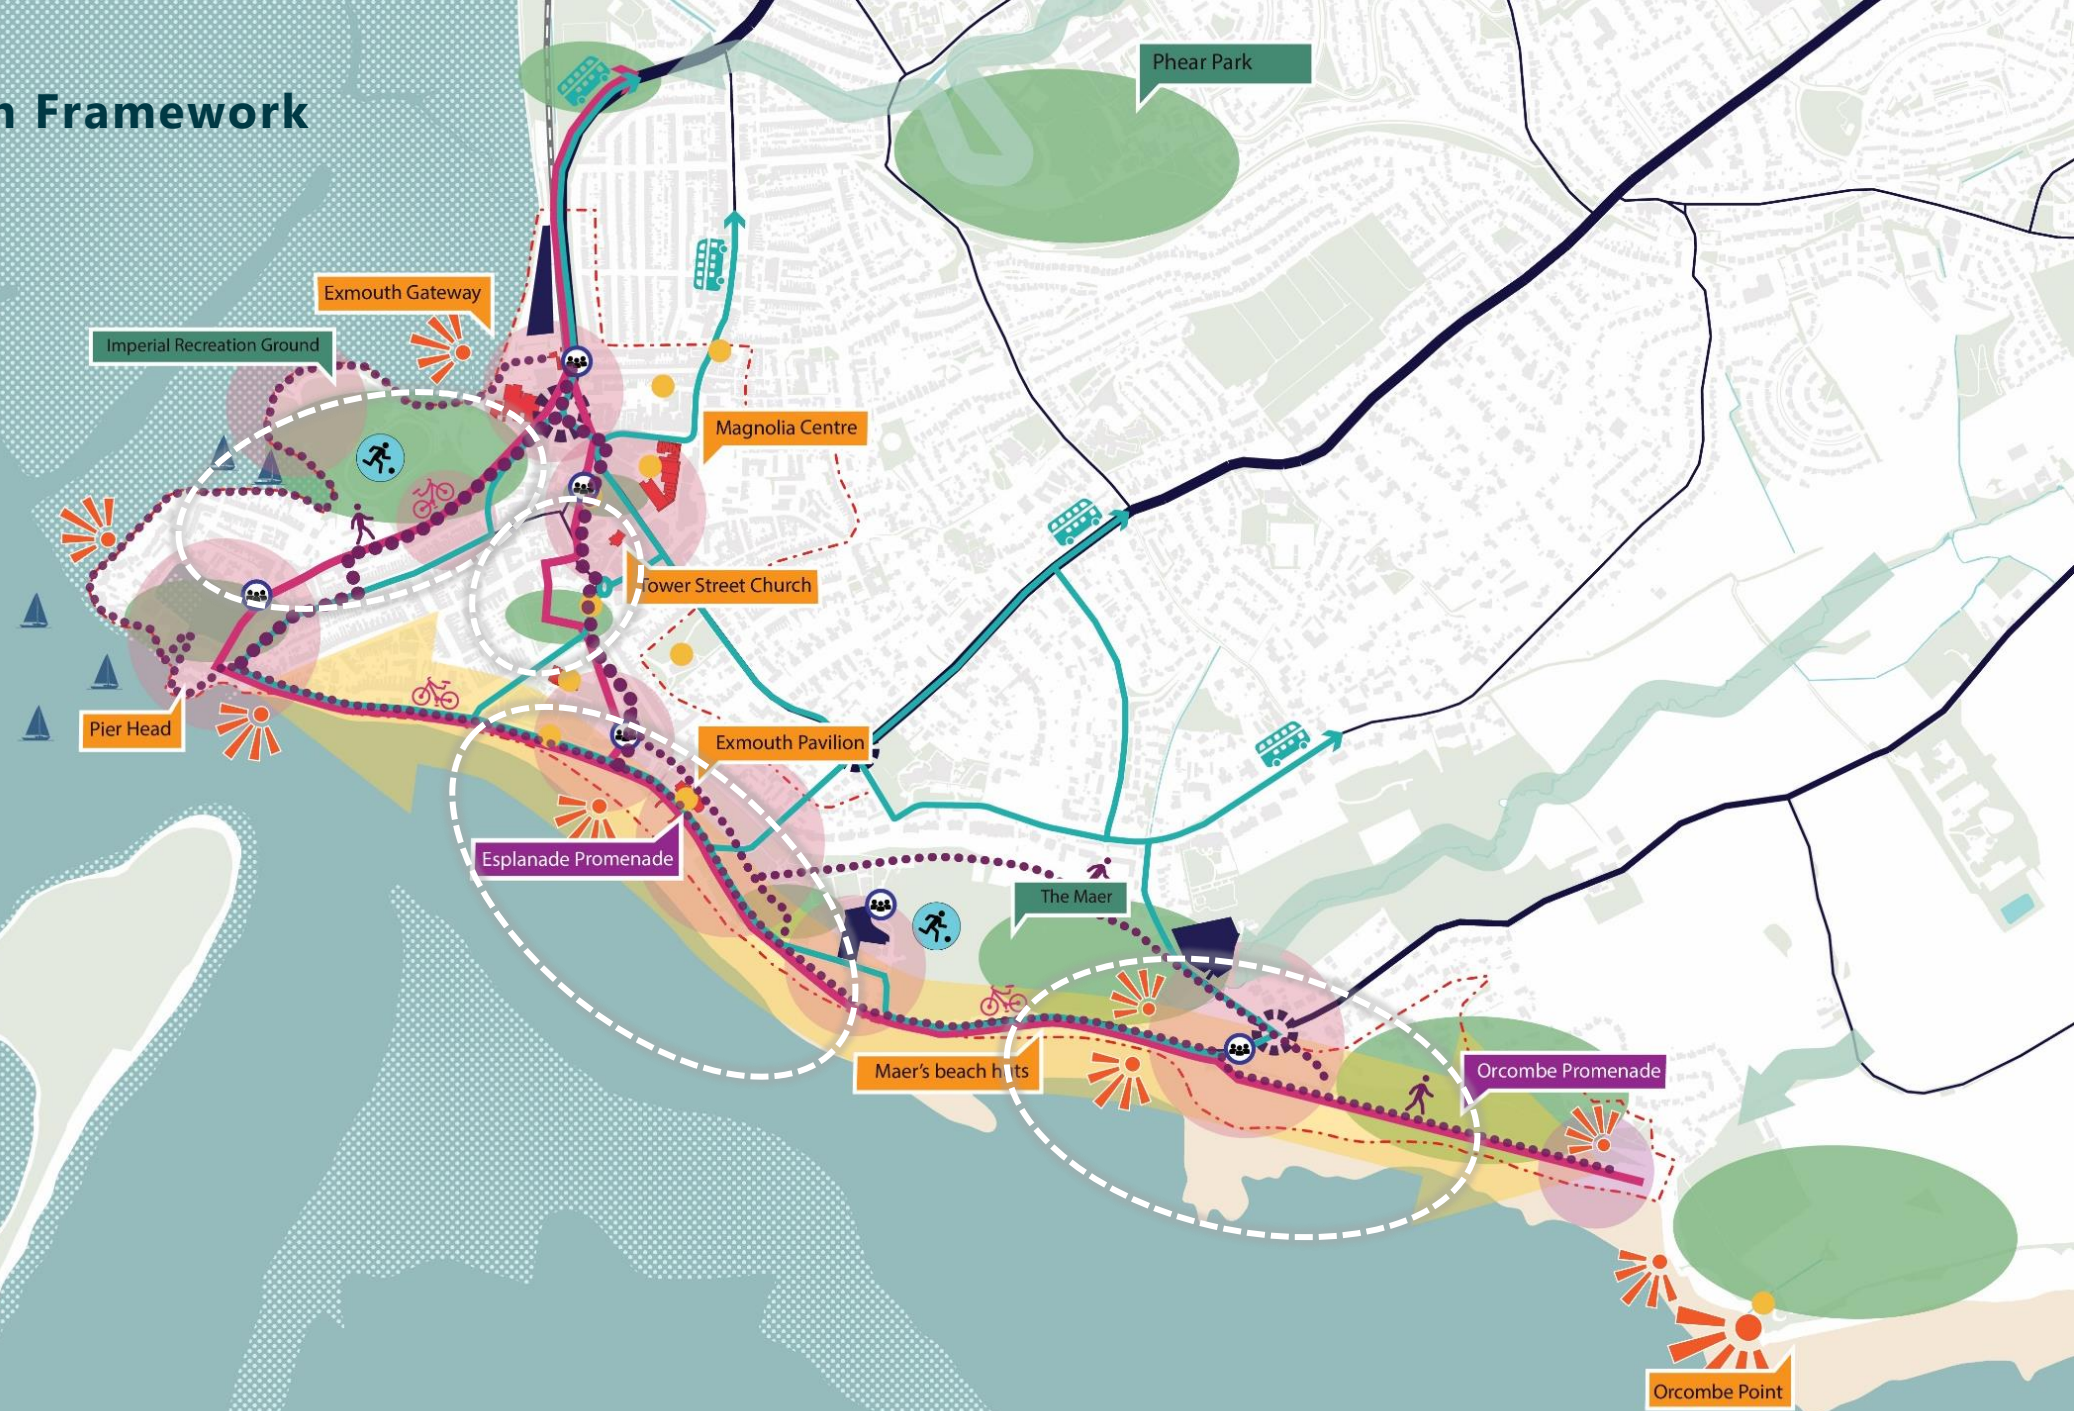 Phear Park
n Framework
Exmouth Gateway
Imperial Recreation Ground
Magnolia Centre
Tower Street Church
Pier Head
Exmouth Pavilion
Esplanade Promenade
The Maer
Maer's beach huts
Orcombe Promenade
Orcombe Point